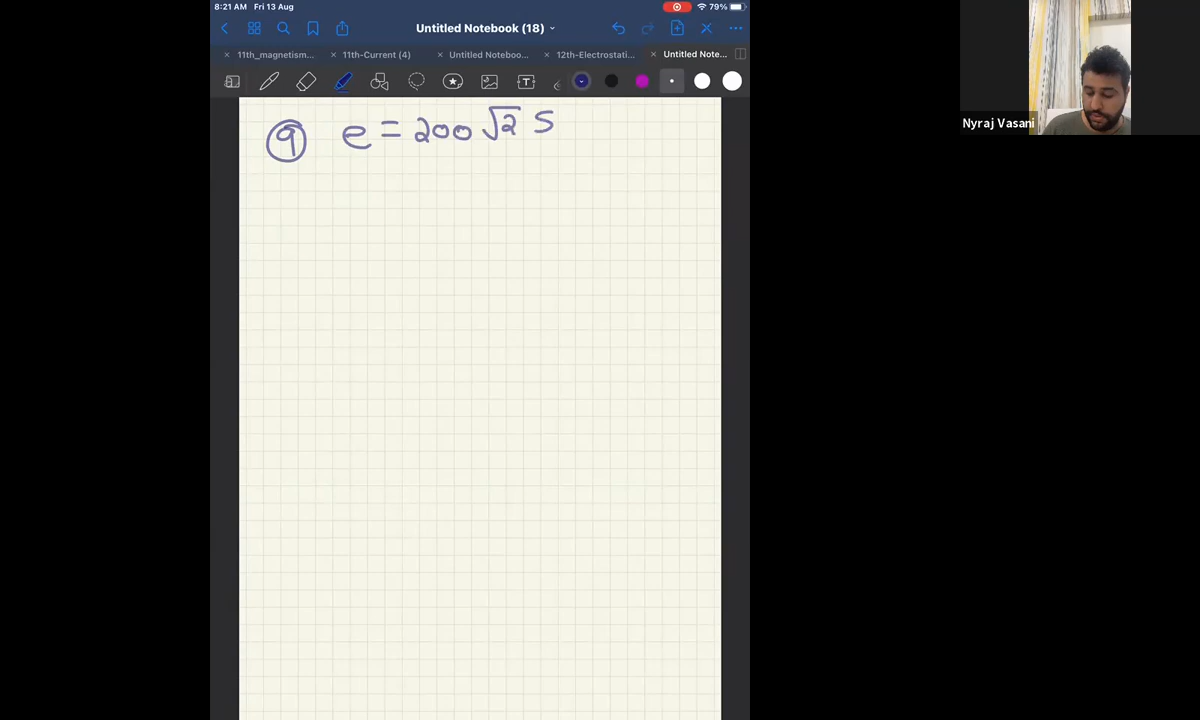 8:21 AM Fri 13 Aug 79%
Untitled Notebook (18)
11th_magnetism... 11th-Current (4) Untitled Noteboo... 12th-Electrostati... Untitled Note...
T
9 e = 200 √2 S
Nyraj Vasani